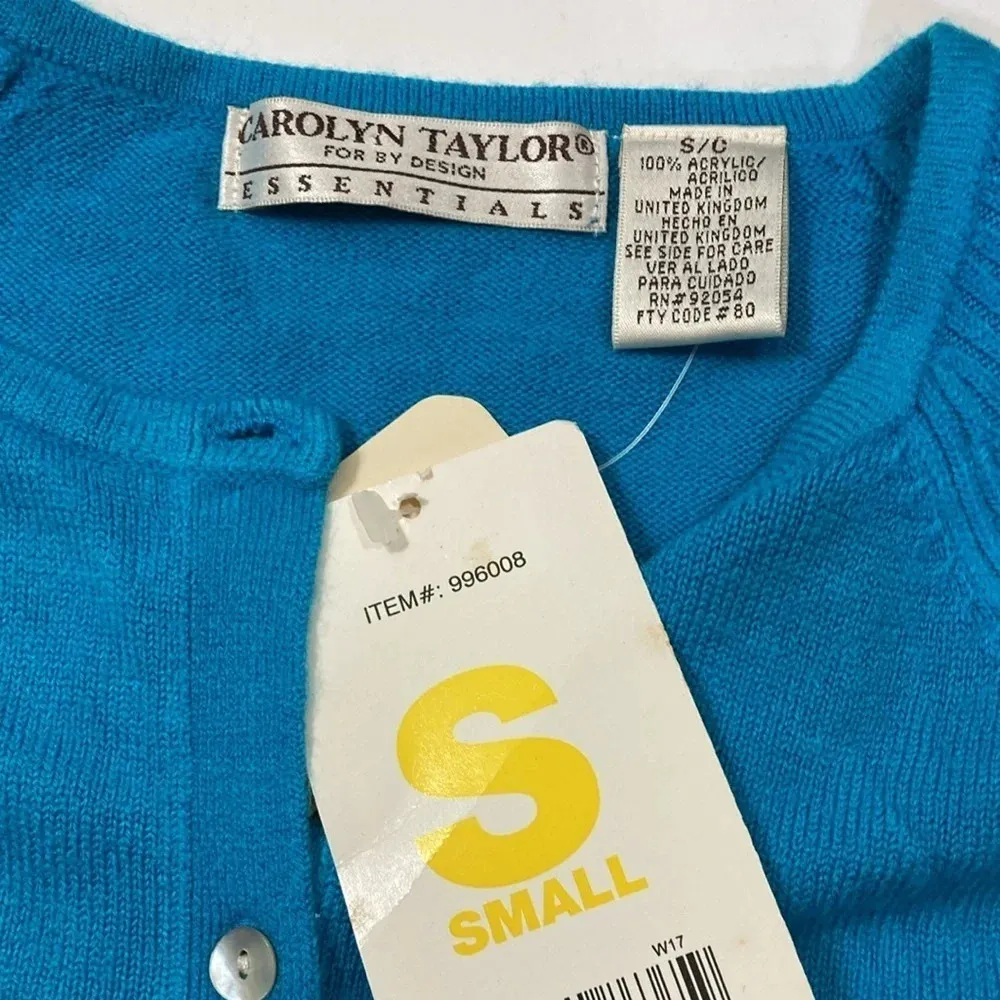 CAROLYN TAYLOR®
FOR BY DESIGN
ESSENTIALS
S/C
100% ACRYLIC/
ACRILICO
MADE IN
UNITED KINGDOM
HECHO EN
UNITED KINGDOM
SEE SIDE FOR CARE
VER AL LADO
PARA CUIDADO
RN#92054
FTY CODE#80
ITEM#: 996008
S
SMALL
W17